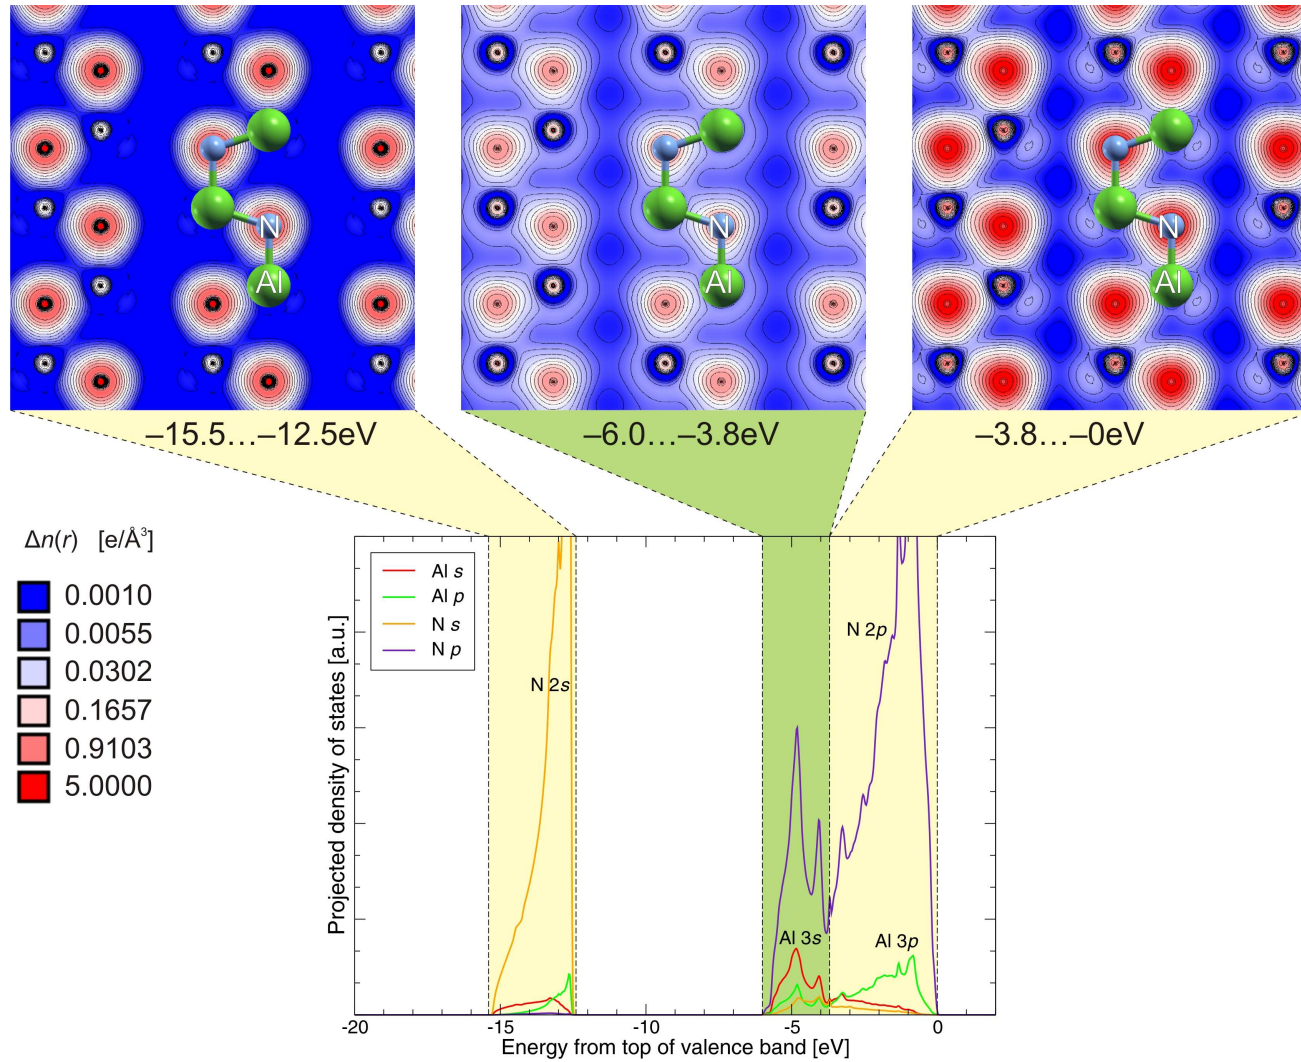 N N N
Al Al Al
–15.5…–12.5eV –6.0…–3.8eV –3.8…–0eV
Δn(r) [e/Å³]
0.0010
0.0055
0.0302
0.1657
0.9103
5.0000
Al s
Al p
N s
N p
N 2p
N 2s
Al 3s Al 3p
Projected density of states [a.u.]
-20 -15 -10 -5 0
Energy from top of valence band [eV]